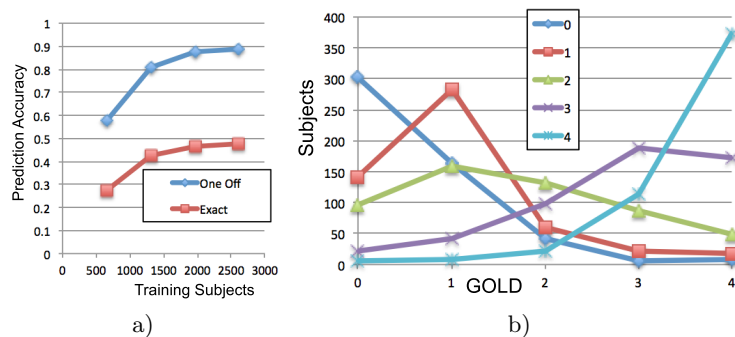 1
0.9
0.8
0.7
0.6
0.5
0.4
0.3
0.2
0.1
0
Prediction Accuracy
0 500 1000 1500 2000 2500 3000
Training Subjects
One Off
Exact
a)
400
350
300
250
200
150
100
50
0
Subjects
0
1
2
3
4
0 1 2 3 4
GOLD
b)